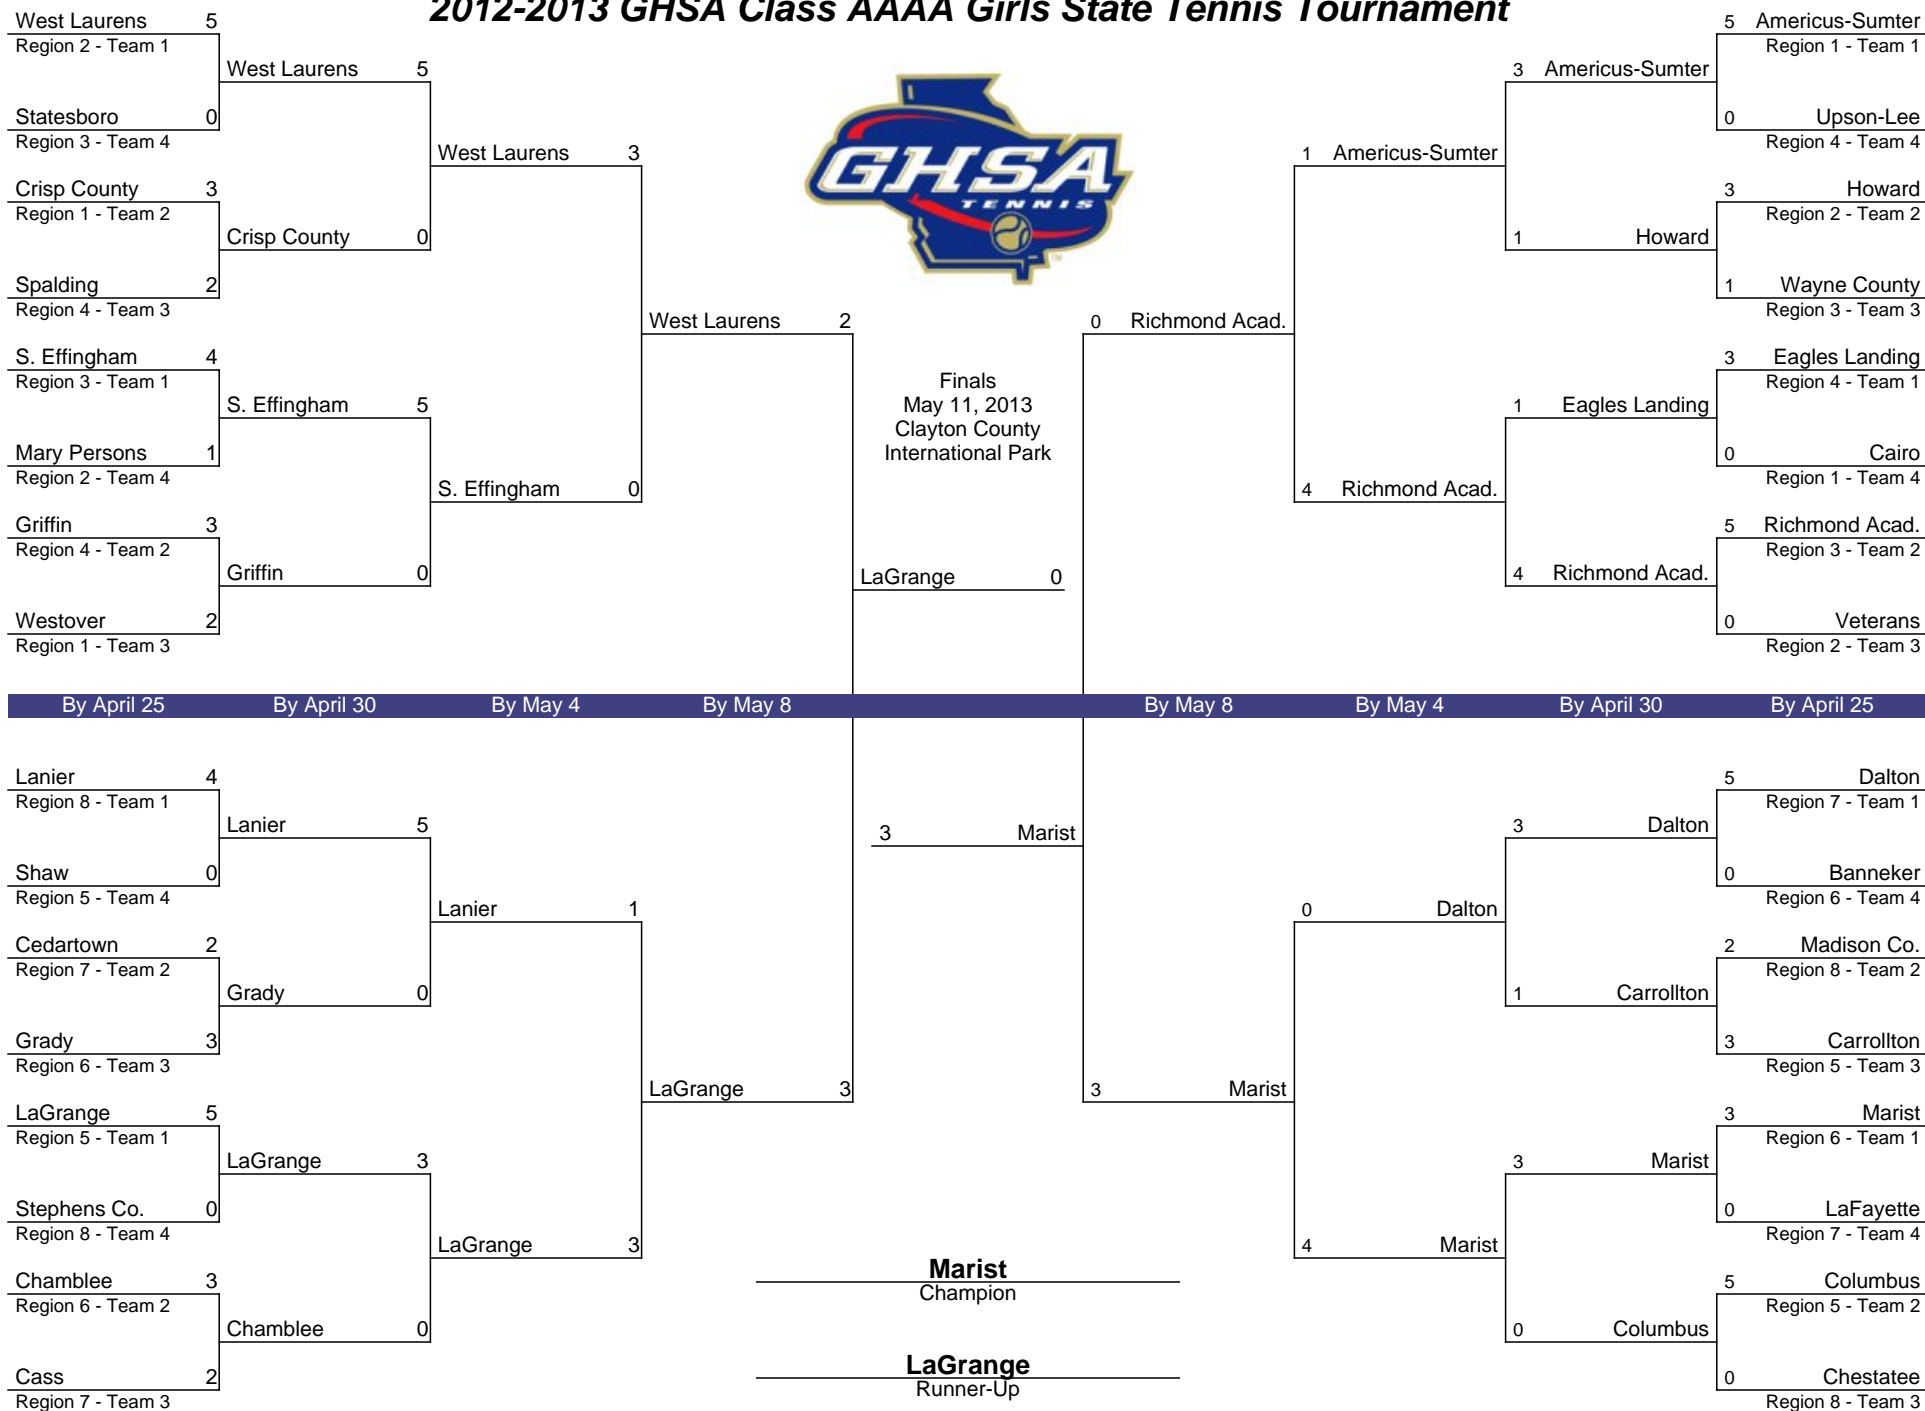 2012-2013 GHSA Class AAAA Girls State Tennis Tournament
West Laurens 5
Region 2 - Team 1
Statesboro 0
Region 3 - Team 4
Crisp County 3
Region 1 - Team 2
Spalding 2
Region 4 - Team 3
S. Effingham 4
Region 3 - Team 1
Mary Persons 1
Region 2 - Team 4
Griffin 3
Region 4 - Team 2
Westover 2
Region 1 - Team 3
West Laurens 5
Crisp County 0
S. Effingham 5
Griffin 0
West Laurens 3
S. Effingham 0
West Laurens 2
GHSA
TENNIS
TM
Finals
May 11, 2013
Clayton County
International Park
LaGrange 0
0 Richmond Acad.
1 Americus-Sumter
4 Richmond Acad.
3 Americus-Sumter
1 Howard
1 Eagles Landing
4 Richmond Acad.
5 Americus-Sumter
Region 1 - Team 1
0 Upson-Lee
Region 4 - Team 4
3 Howard
Region 2 - Team 2
1 Wayne County
Region 3 - Team 3
3 Eagles Landing
Region 4 - Team 1
0 Cairo
Region 1 - Team 4
5 Richmond Acad.
Region 3 - Team 2
0 Veterans
Region 2 - Team 3
By April 25 By April 30 By May 4 By May 8 By May 8 By May 4 By April 30 By April 25
Lanier 4
Region 8 - Team 1
Shaw 0
Region 5 - Team 4
Cedartown 2
Region 7 - Team 2
Grady 3
Region 6 - Team 3
LaGrange 5
Region 5 - Team 1
Stephens Co. 0
Region 8 - Team 4
Chamblee 3
Region 6 - Team 2
Cass 2
Region 7 - Team 3
Lanier 5
Grady 0
LaGrange 3
Chamblee 0
Lanier 1
LaGrange 3
LaGrange 3
3 Marist
Marist
Champion
LaGrange
Runner-Up
3 Marist
0 Dalton
4 Marist
3 Dalton
1 Carrollton
3 Marist
0 Columbus
5 Dalton
Region 7 - Team 1
0 Banneker
Region 6 - Team 4
2 Madison Co.
Region 8 - Team 2
3 Carrollton
Region 5 - Team 3
3 Marist
Region 6 - Team 1
0 LaFayette
Region 7 - Team 4
5 Columbus
Region 5 - Team 2
0 Chestatee
Region 8 - Team 3